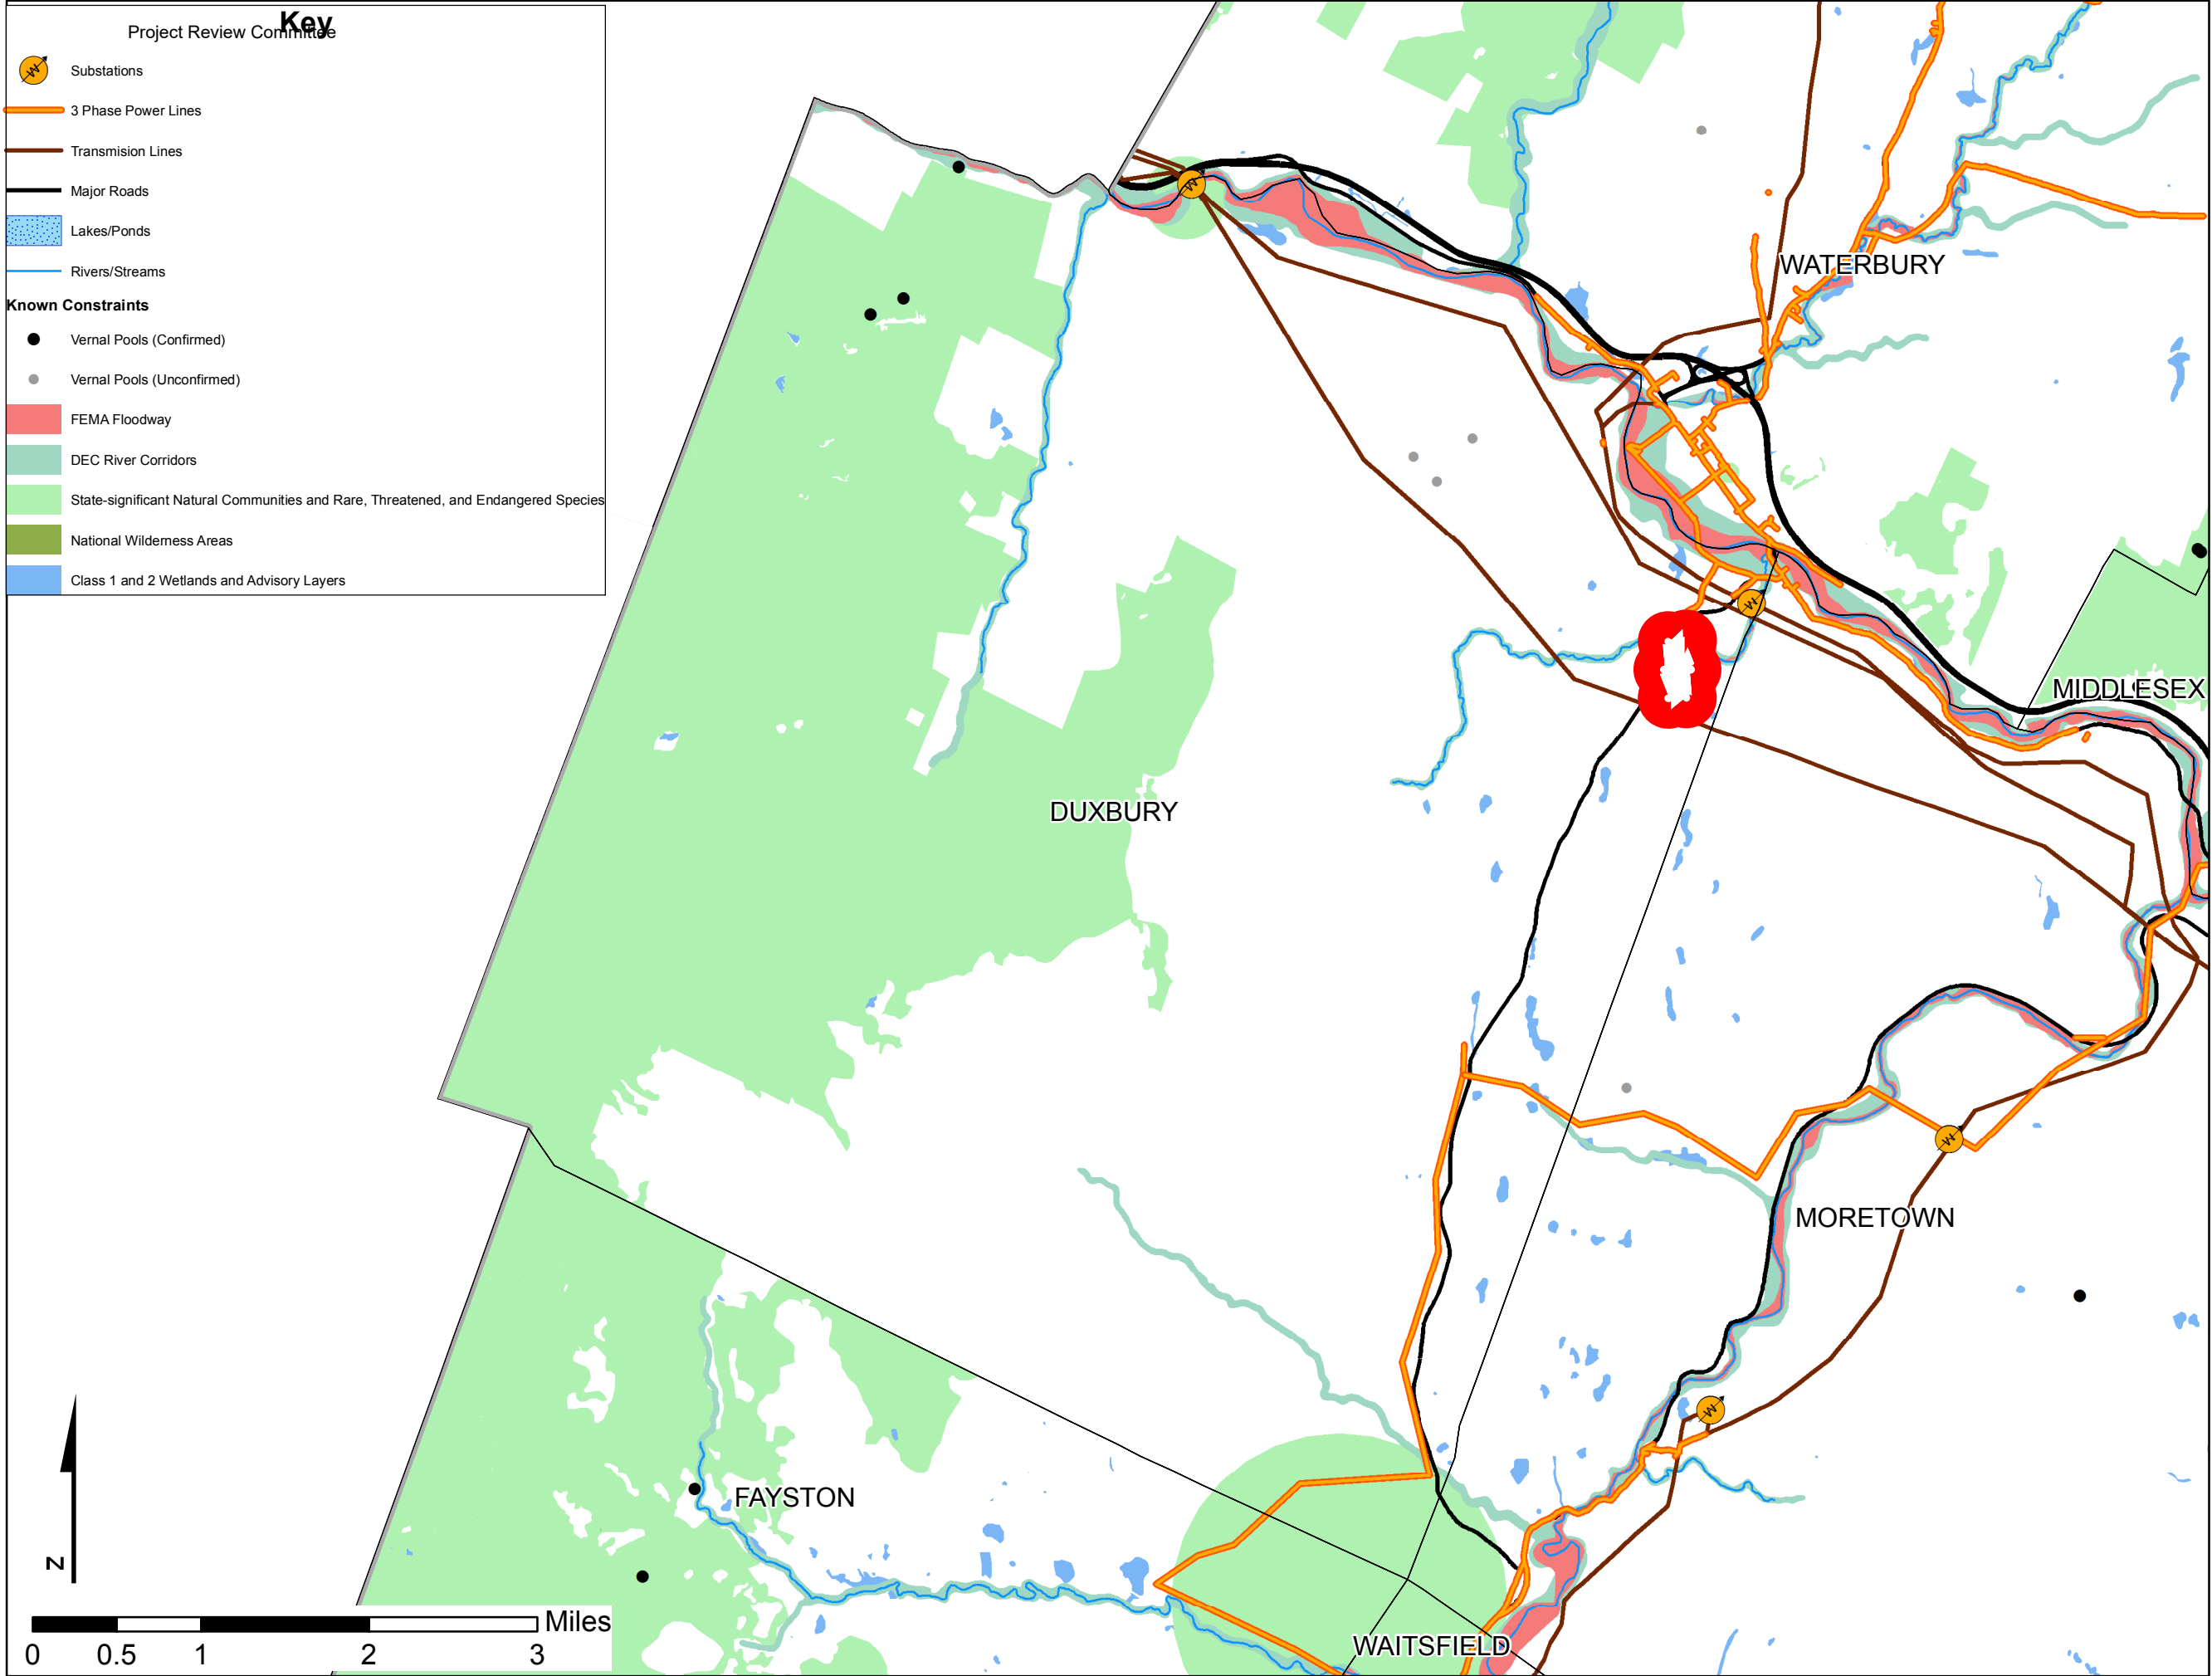 Key
Project Review Committee
Substations
3 Phase Power Lines
Transmision Lines
Major Roads
Lakes/Ponds
Rivers/Streams
Known Constraints
Vernal Pools (Confirmed)
Vernal Pools (Unconfirmed)
FEMA Floodway
DEC River Corridors
State-significant Natural Communities and Rare, Threatened, and Endangered Species
National Wilderness Areas
Class 1 and 2 Wetlands and Advisory Layers
WATERBURY
MIDDLESEX
DUXBURY
MORETOWN
FAYSTON
WAITSFIELD
Z
Miles
0 0.5 1 2 3